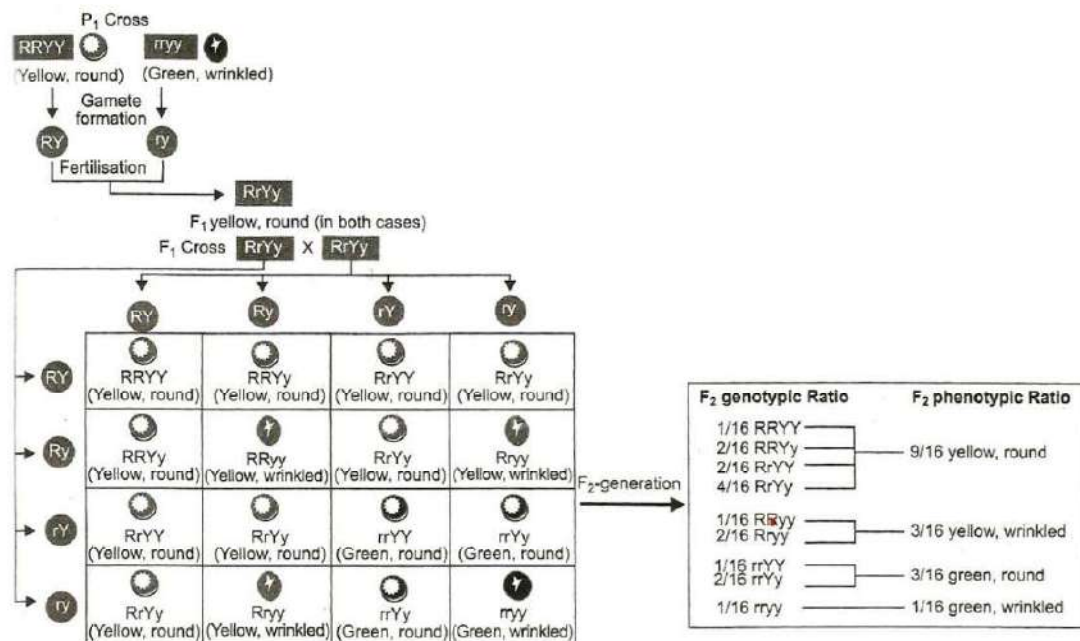 P1 Cross
RRYY rryy
(Yellow, round) (Green, wrinkled)
Gamete
formation
RY ry
Fertilisation
RrYy
F1 yellow, round (in both cases)
F1 Cross RrYy X RrYy
RY Ry rY ry
RY
RRYY RRYy RrYY RrYy
(Yellow, round) (Yellow, round) (Yellow, round) (Yellow, round)
Ry
RRYy RRyy RrYy Rryy
(Yellow, round) (Yellow, wrinkled) (Yellow, round) (Yellow, wrinkled)
rY
RrYY RrYy rrYY rrYy
(Yellow, round) (Yellow, round) (Green, round) (Green, round)
ry
RrYy Rryy rrYy rryy
(Yellow, round) (Yellow, wrinkled) (Green, round) (Green, wrinkled)
F2-generation
F2 genotypic Ratio F2 phenotypic Ratio
1/16 RRYY
2/16 RRYy
2/16 RrYY
4/16 RrYy
9/16 yellow, round
1/16 RRyy
2/16 Rryy
3/16 yellow, wrinkled
1/16 rrYY
2/16 rrYy
3/16 green, round
1/16 rryy 1/16 green, wrinkled